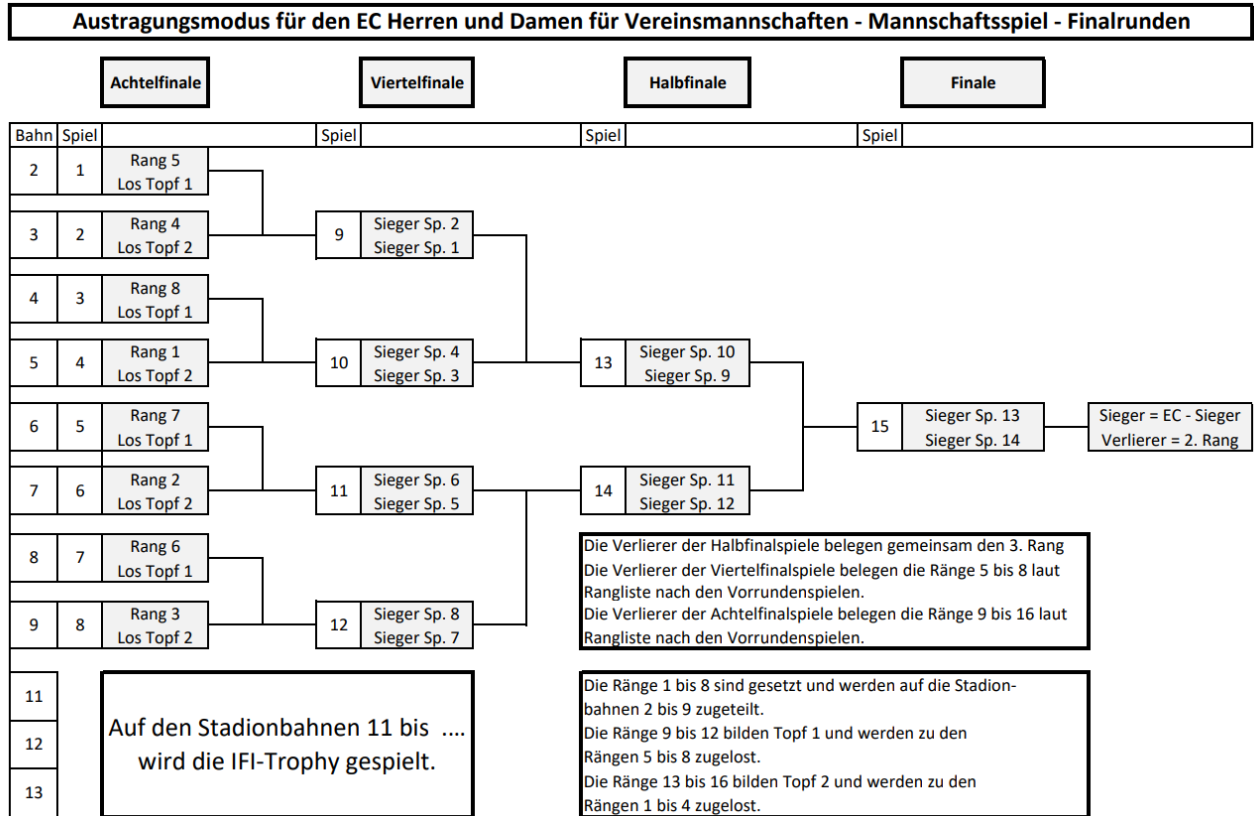 Austragungsmodus für den EC Herren und Damen für Vereinsmannschaften - Mannschaftsspiel - Finalrunden
Achtelfinale Viertelfinale Halbfinale Finale
Bahn Spiel Spiel Spiel Spiel
2 1 Rang 5
Los Topf 1
3 2 Rang 4
Los Topf 2
9 Sieger Sp. 2
Sieger Sp. 1
4 3 Rang 8
Los Topf 1
5 4 Rang 1
Los Topf 2
10 Sieger Sp. 4
Sieger Sp. 3
13 Sieger Sp. 10
Sieger Sp. 9
6 5 Rang 7
Los Topf 1
15 Sieger Sp. 13
Sieger Sp. 14
Sieger = EC - Sieger
Verlierer = 2. Rang
7 6 Rang 2
Los Topf 2
11 Sieger Sp. 6
Sieger Sp. 5
14 Sieger Sp. 11
Sieger Sp. 12
8 7 Rang 6
Los Topf 1
9 8 Rang 3
Los Topf 2
12 Sieger Sp. 8
Sieger Sp. 7
Die Verlierer der Halbfinalspiele belegen gemeinsam den 3. Rang
Die Verlierer der Viertelfinalspiele belegen die Ränge 5 bis 8 laut
Rangliste nach den Vorrundenspielen.
Die Verlierer der Achtelfinalspiele belegen die Ränge 9 bis 16 laut
Rangliste nach den Vorrundenspielen.
11
12
13
Auf den Stadionbahnen 11 bis ....
wird die IFI-Trophy gespielt.
Die Ränge 1 bis 8 sind gesetzt und werden auf die Stadion-
bahnen 2 bis 9 zugeteilt.
Die Ränge 9 bis 12 bilden Topf 1 und werden zu den
Rängen 5 bis 8 zugelost.
Die Ränge 13 bis 16 bilden Topf 2 und werden zu den
Rängen 1 bis 4 zugelost.